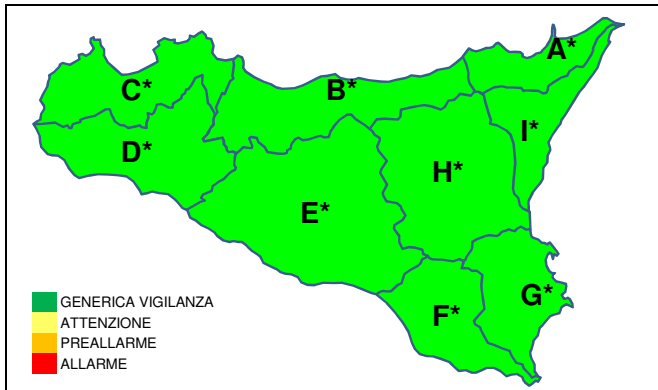 A*
C*
B*
I*
D*
H*
E*
G*
F*
GENERICA VIGILANZA
ATTENZIONE
PREALLARME
ALLARME